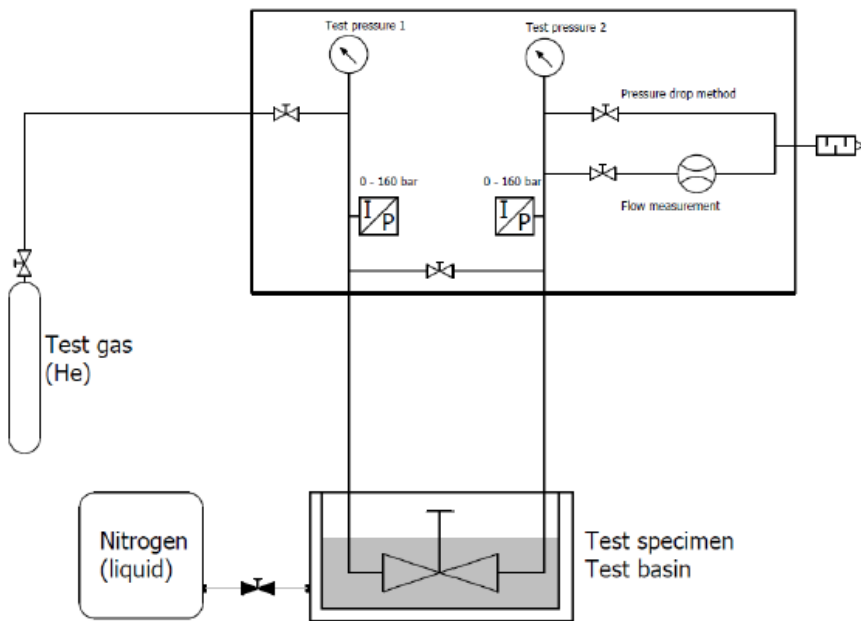 Test pressure 1
Test pressure 2
Pressure drop method
0 - 160 bar
0 - 160 bar
I
P
I
P
Flow measurement
Test gas
(He)
Nitrogen
(liquid)
Test specimen
Test basin